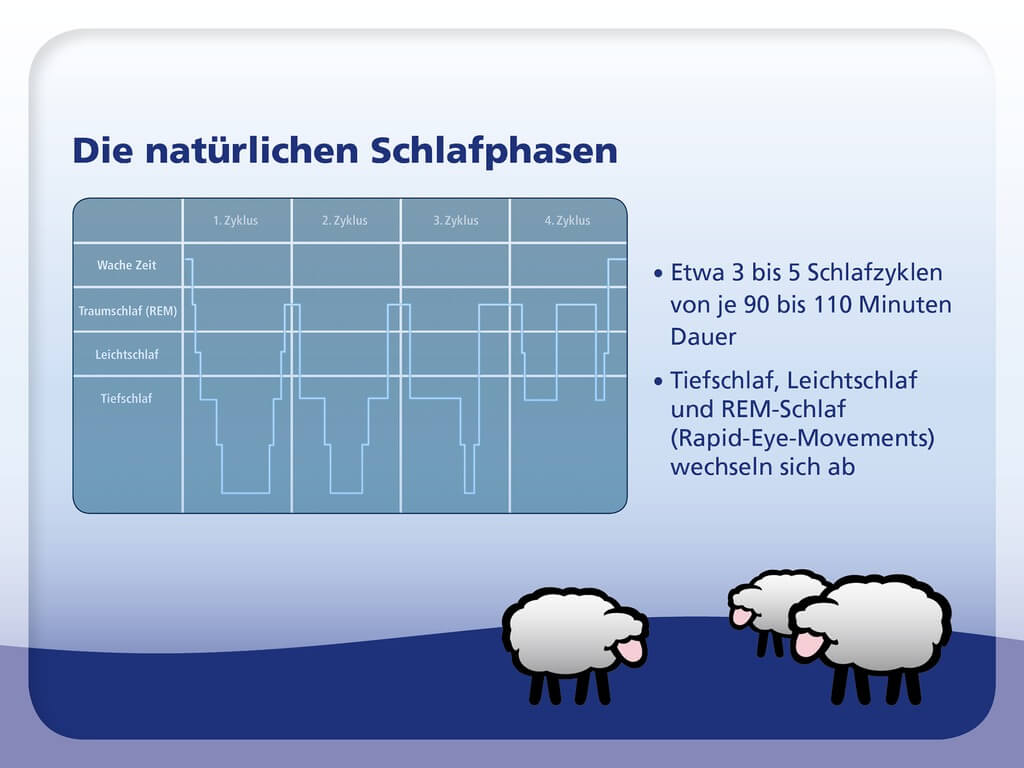 Die natürlichen Schlafphasen
1. Zyklus
2. Zyklus
3. Zyklus
4. Zyklus
Wache Zeit
Traumschlaf (REM)
Leichtschlaf
Tiefschlaf
• Etwa 3 bis 5 Schlafzyklen
von je 90 bis 110 Minuten
Dauer
• Tiefschlaf, Leichtschlaf
und REM-Schlaf
(Rapid-Eye-Movements)
wechseln sich ab